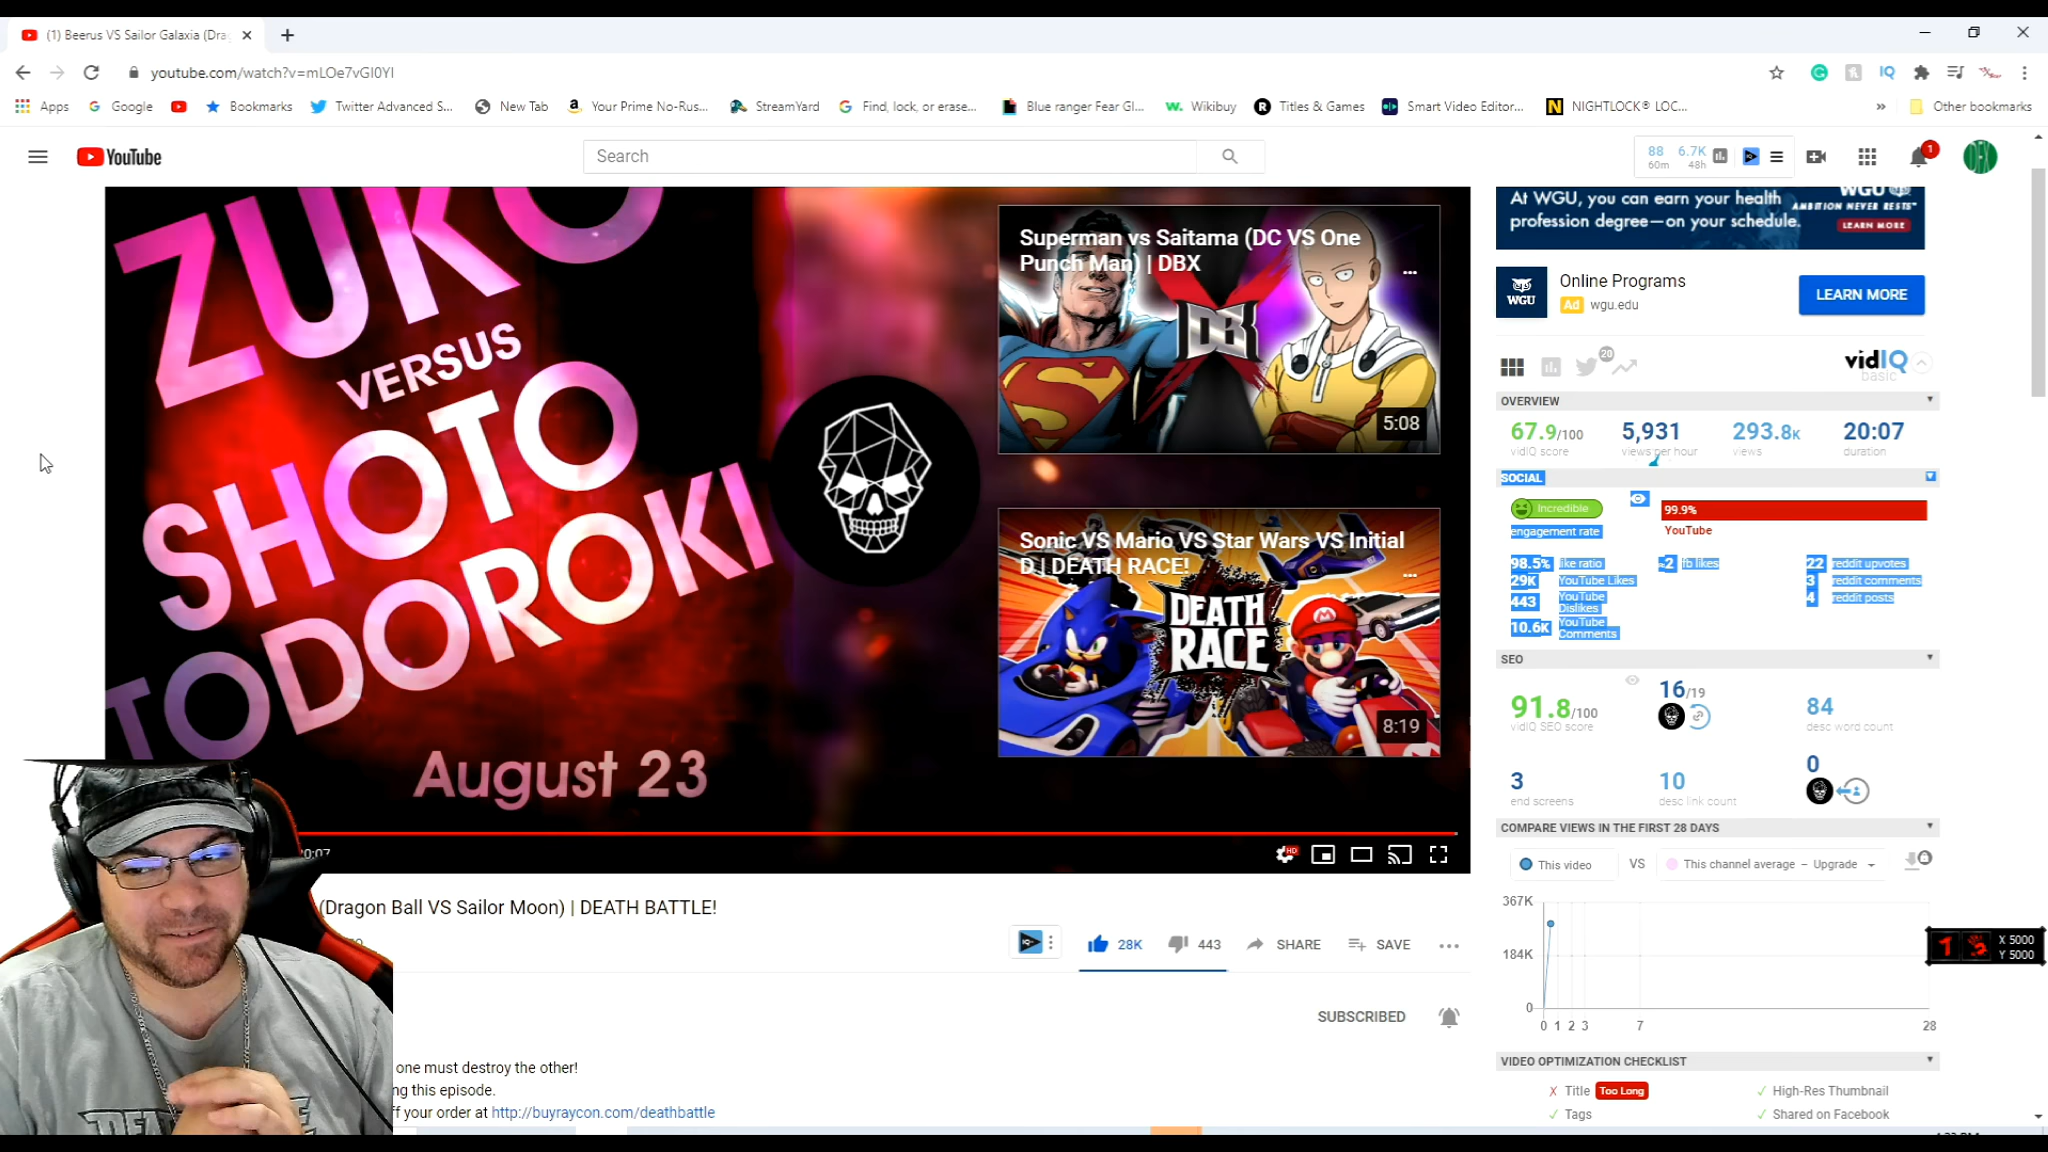 (1) Beerus VS Sailor Galaxia (Dra
youtube.com/watch?v=mLOe7vGI0YI
Apps
Google
Bookmarks
Twitter Advanced S...
New Tab
Your Prime No-Rus...
StreamYard
Find, lock, or erase...
Blue ranger Fear Gl...
Wikibuy
Titles & Games
Smart Video Editor...
NIGHTLOCK® LOC...
Other bookmarks
YouTube
Search
88
60m
6.7K
48h
1
ZUKO
VERSUS
SHOTO
TODOROKI
August 23
Superman vs Saitama (DC VS One
Punch Man) | DBX
5:08
Sonic VS Mario VS Star Wars VS Initial
D | DEATH RACE!
DEATH
RACE
8:19
HD
(Dragon Ball VS Sailor Moon) | DEATH BATTLE!
28K
443
SHARE
SAVE
SUBSCRIBED
one must destroy the other!
ng this episode.
ff your order at http://buyraycon.com/deathbattle
WGU
At WGU, you can earn your health
profession degree—on your schedule.
AMBITION NEVER RESTS
LEARN MORE
WGU
Online Programs
Ad wgu.edu
LEARN MORE
20
vidIQ
basic
OVERVIEW
67.9/100
vidIQ score
5,931
views per hour
293.8K
views
20:07
duration
SOCIAL
Incredible
engagement rate
99.9%
YouTube
98.5% like ratio
29K YouTube Likes
443 YouTube Dislikes
10.6K YouTube Comments
2 fb likes
22 reddit upvotes
3 reddit comments
4 reddit posts
SEO
91.8/100
vidIQ SEO score
16/19
84
desc word count
3
end screens
10
desc link count
0
COMPARE VIEWS IN THE FIRST 28 DAYS
This video
VS
This channel average – Upgrade
367K
184K
0
0 1 2 3 7 28
X 5000
Y 5000
VIDEO OPTIMIZATION CHECKLIST
X Title Too Long
✓ High-Res Thumbnail
✓ Tags
✓ Shared on Facebook